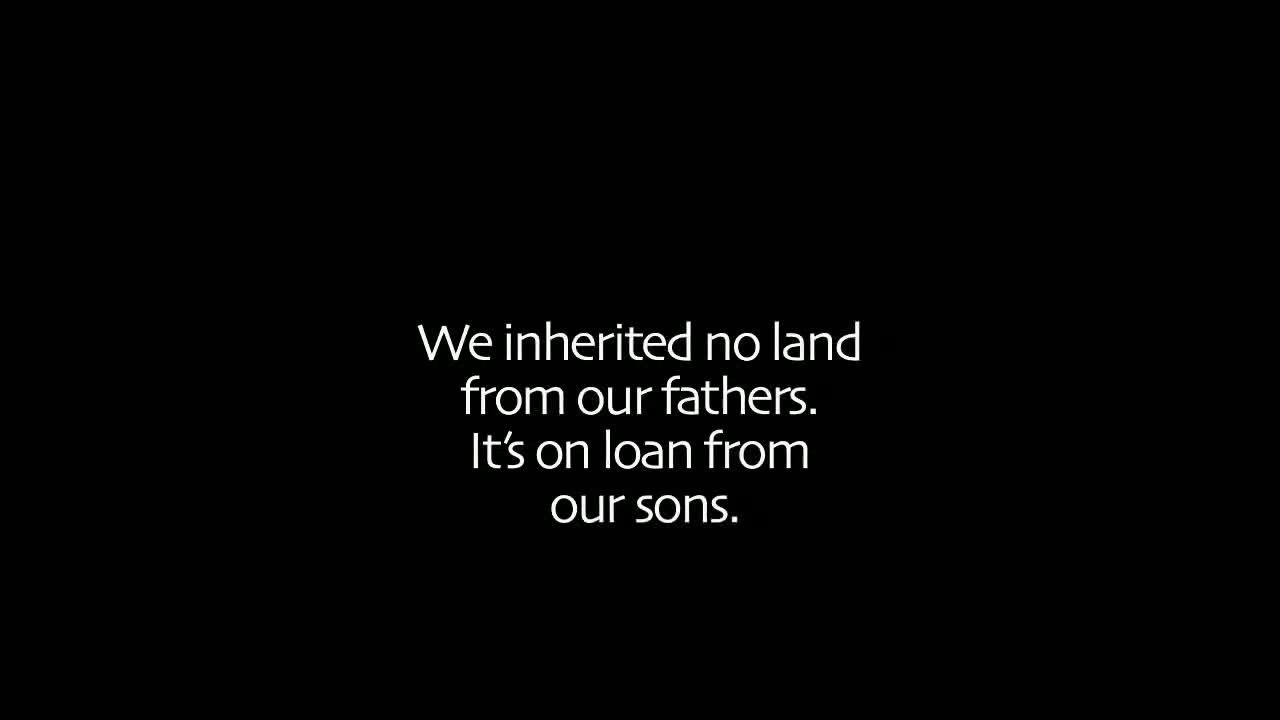 We inherited no land
from our fathers.
It's on loan from
our sons.